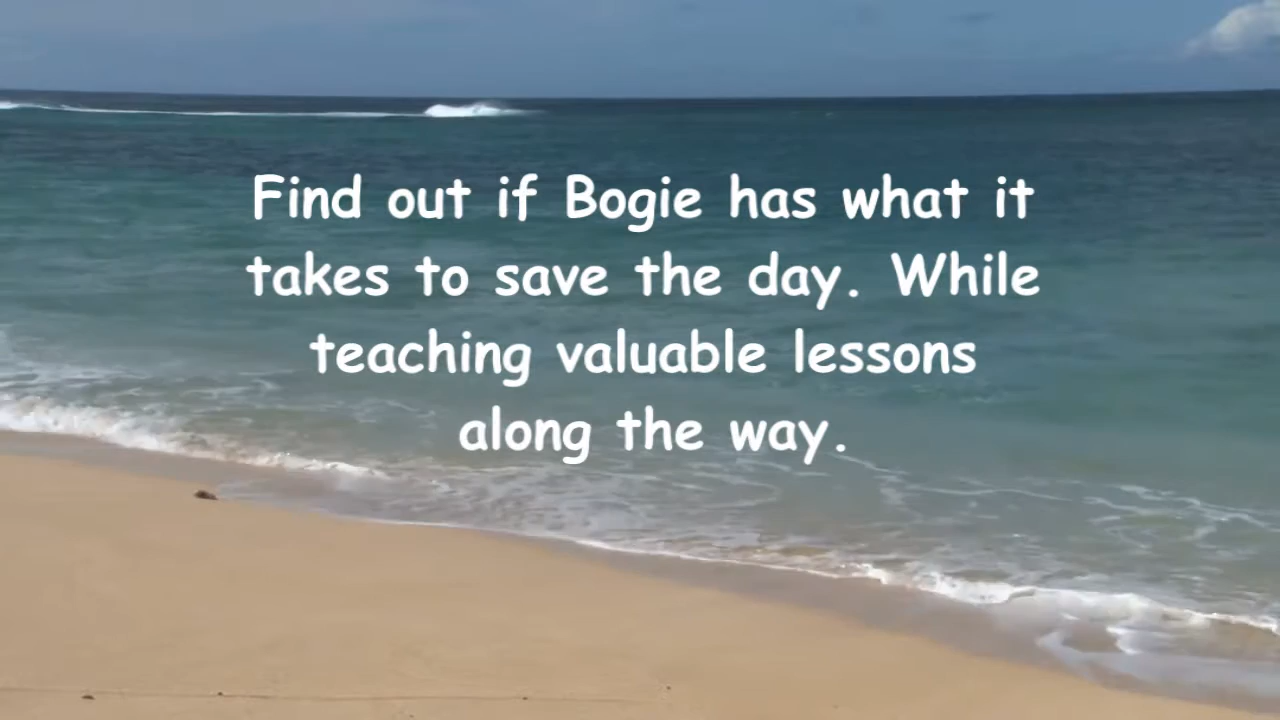 Find out if Bogie has what it
takes to save the day. While
teaching valuable lessons
along the way.